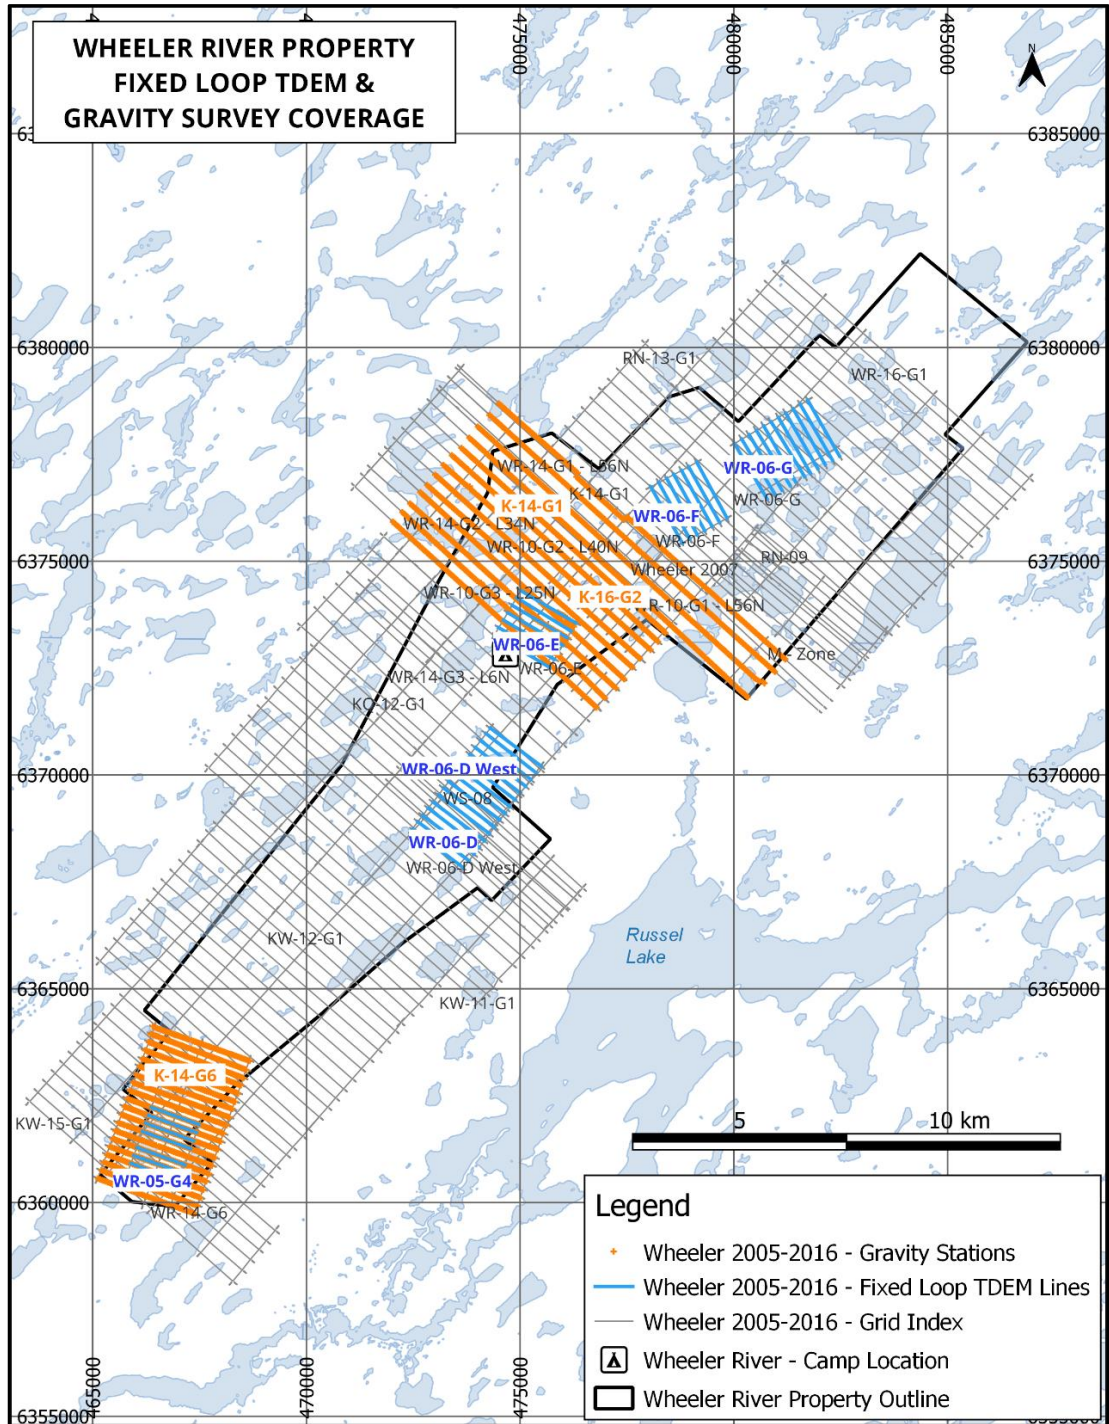 WHEELER RIVER PROPERTY
FIXED LOOP TDEM &
GRAVITY SURVEY COVERAGE
475000
480000
485000
N
6385000
6380000
6380000
RN-13-G1
WR-16-G1
WR-14-G1 - L56N
K-14-G1
K-14-G1
WR-06-G
WR-06-G
WR-06-F
WR-14-G2 - L34N
WR-10-G2 - L40N
WR-06-F
RN-09
6375000
6375000
Wheeler 2007
WR-10-G3 - L25N
K-16-G2
WR-10-G1 - L56N
WR-06-E
M - Zone
WR-06-E
WR-14-G3 - L6N
KO-12-G1
6370000
6370000
WR-06-D West
WS-08
WR-06-D
WR-06-D West
KW-12-G1
Russel
Lake
6365000
6365000
KW-11-G1
K-14-G6
KW-15-G1
5
10 km
WR-05-G4
6360000
WR-14-G6
Legend
Wheeler 2005-2016 - Gravity Stations
Wheeler 2005-2016 - Fixed Loop TDEM Lines
Wheeler 2005-2016 - Grid Index
Wheeler River - Camp Location
Wheeler River Property Outline
465000
470000
475000
6355000